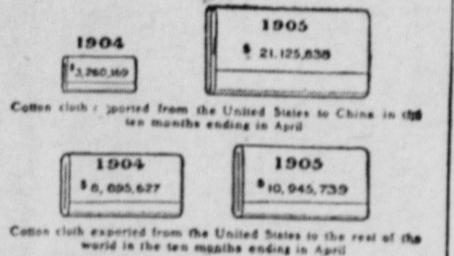 1904
$3,760,169
1905
$ 21,125,838
Cotton cloth exported from the United States to China in the
ten months ending in April
1904
$ 8, 895,627
1905
$ 10, 945,739
Cotton cloth exported from the United States to the rest of the
world in the ten months ending in April